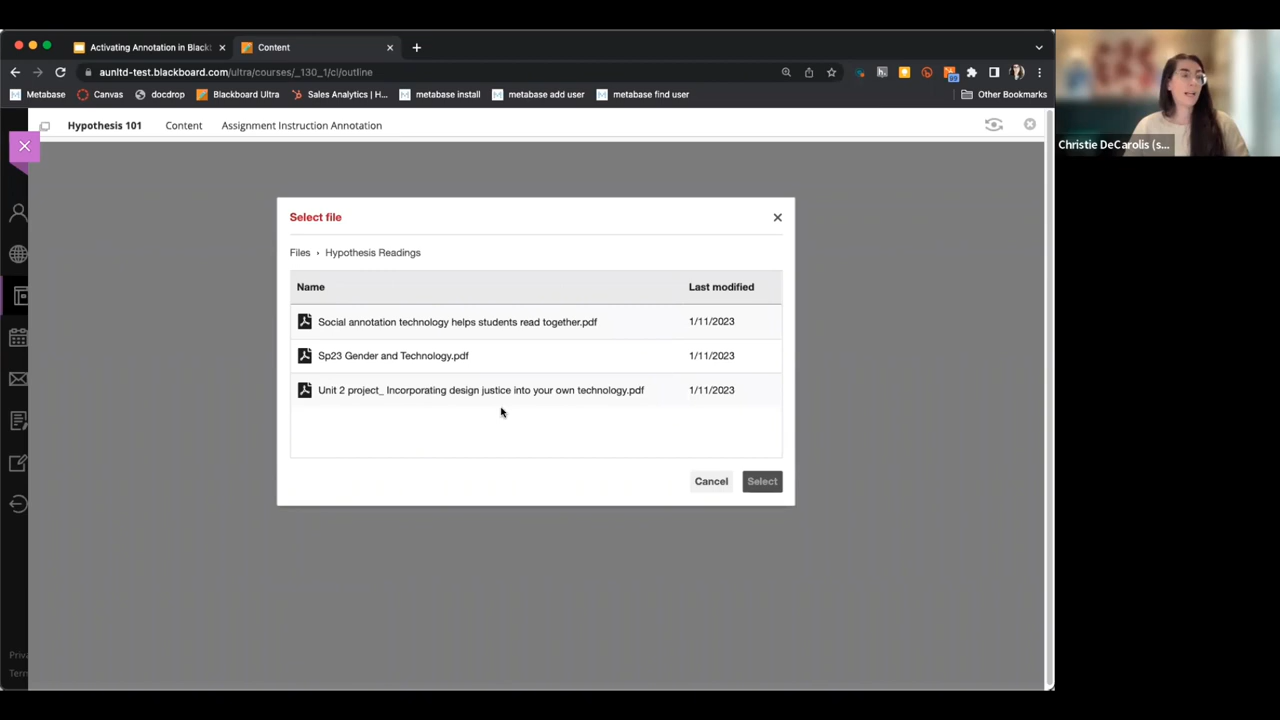 Activating Annotation in Blackb
Content
aunltd-test.blackboard.com/ultra/courses/_130_1/cl/outline
Metabase
Canvas
docdrop
Blackboard Ultra
Sales Analytics | H...
metabase install
metabase add user
metabase find user
Other Bookmarks
Hypothesis 101
Content
Assignment Instruction Annotation
Christie DeCarolis (s...
Select file
Files › Hypothesis Readings
Name Last modified
Social annotation technology helps students read together.pdf 1/11/2023
Sp23 Gender and Technology.pdf 1/11/2023
Unit 2 project_ Incorporating design justice into your own technology.pdf 1/11/2023
Cancel Select
Priva
Term